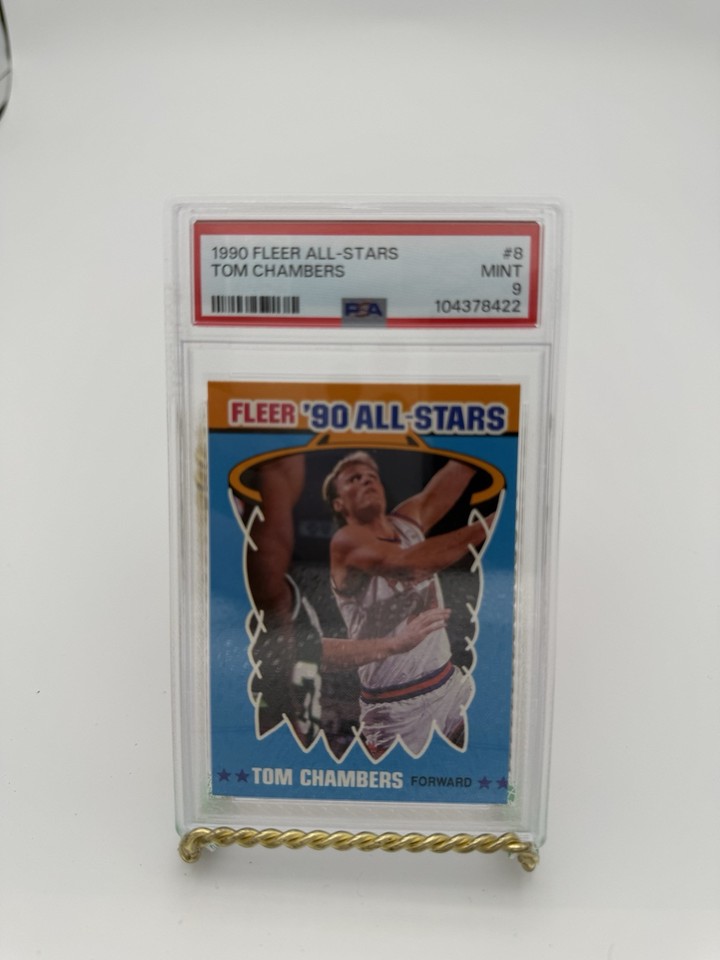 1990 FLEER ALL-STARS #8
TOM CHAMBERS MINT
9
PSA 104378422
FLEER '90 ALL-STARS
TOM CHAMBERS FORWARD